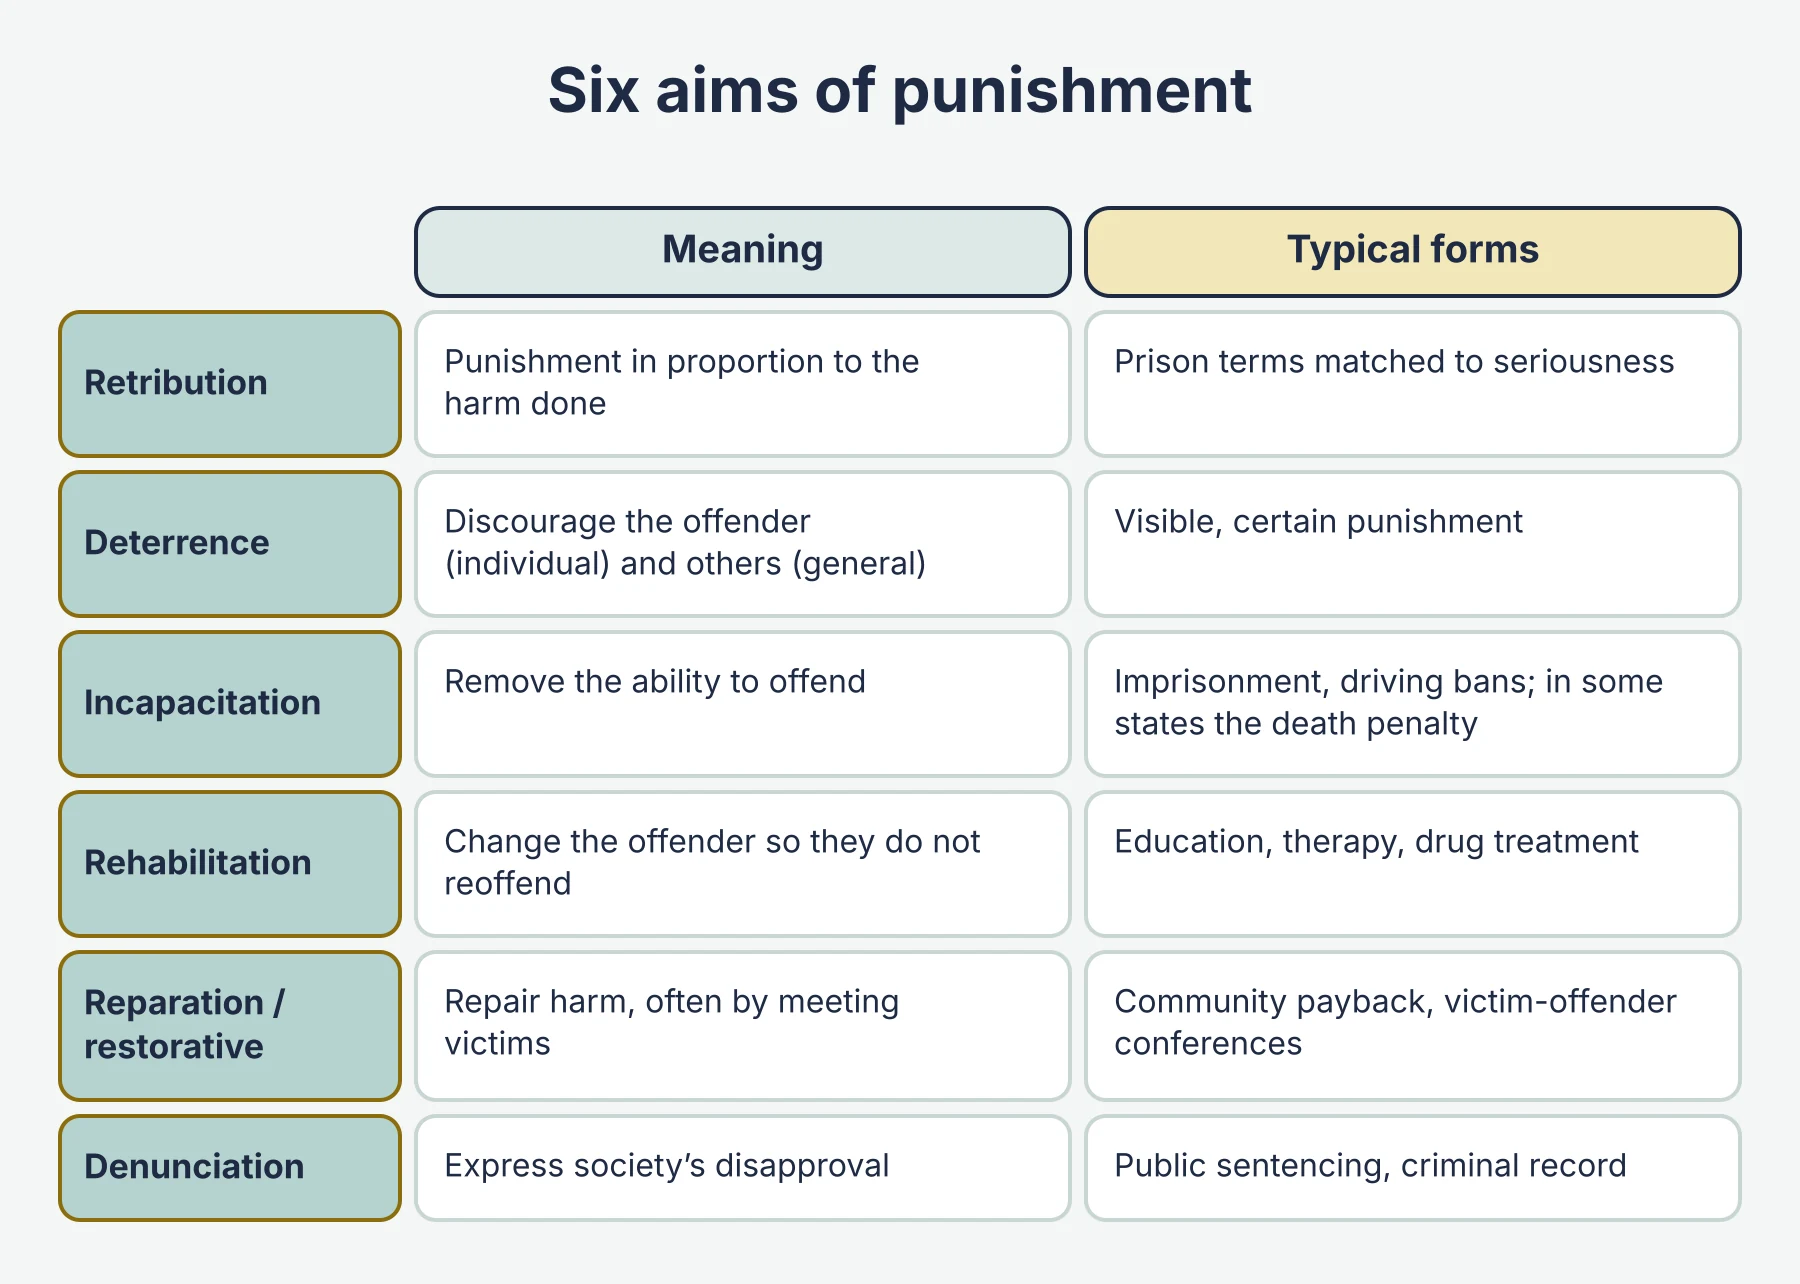 Six aims of punishment
Meaning
Typical forms
Retribution
Punishment in proportion to the
harm done
Prison terms matched to seriousness
Deterrence
Discourage the offender
(individual) and others (general)
Visible, certain punishment
Incapacitation
Remove the ability to offend
Imprisonment, driving bans; in some
states the death penalty
Rehabilitation
Change the offender so they do not
reoffend
Education, therapy, drug treatment
Reparation /
restorative
Repair harm, often by meeting
victims
Community payback, victim-offender
conferences
Denunciation
Express society’s disapproval
Public sentencing, criminal record